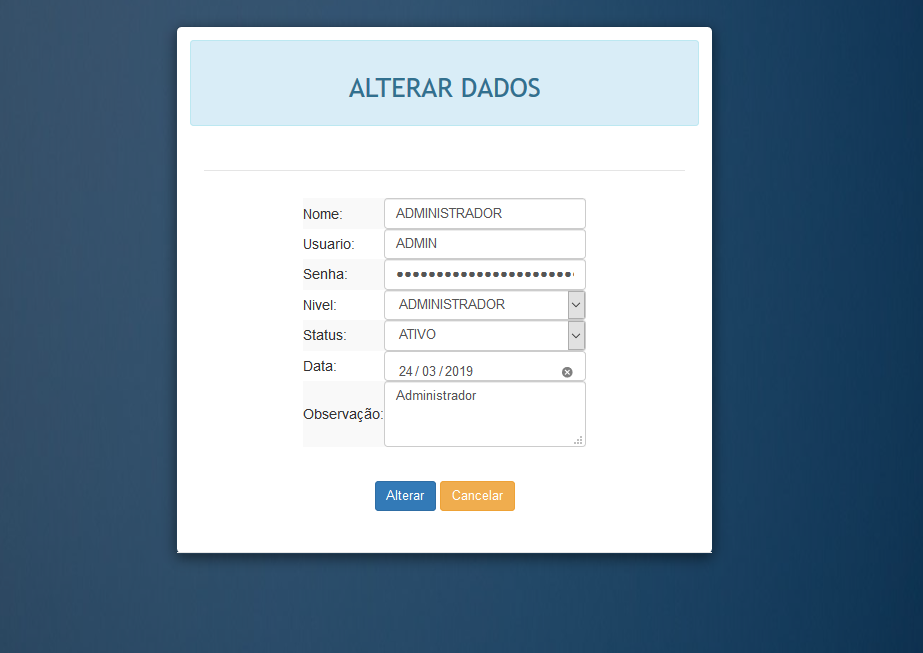 ALTERAR DADOS
Nome: ADMINISTRADOR
Usuario: ADMIN
Senha: ••••••••••••••••••••••
Nivel: ADMINISTRADOR
Status: ATIVO
Data: 24 / 03 / 2019
Observação: Administrador
Alterar Cancelar